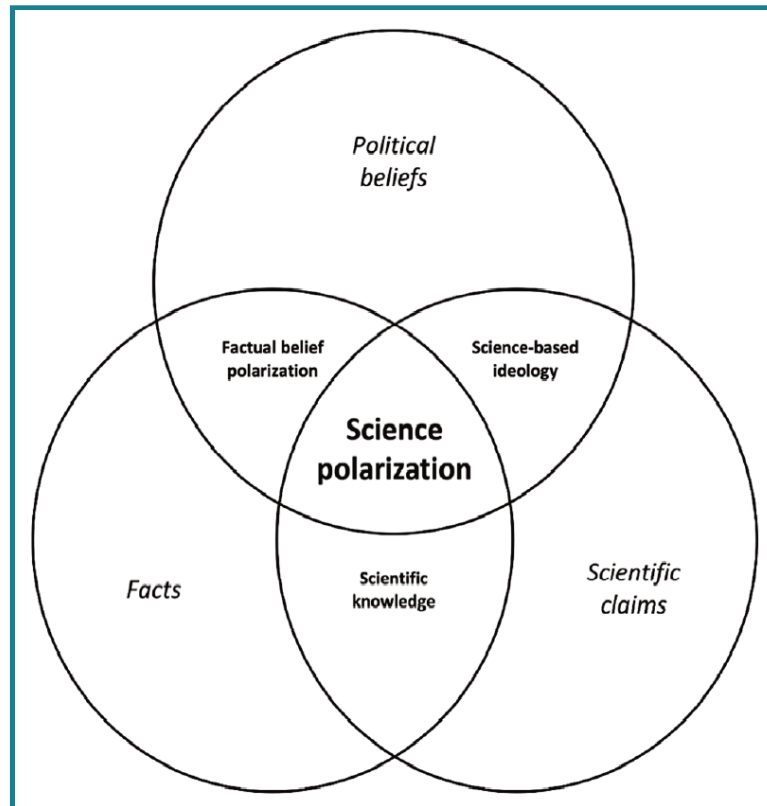 Political
beliefs
Factual belief
polarization
Science-based
ideology
Science
polarization
Facts
Scientific
knowledge
Scientific
claims